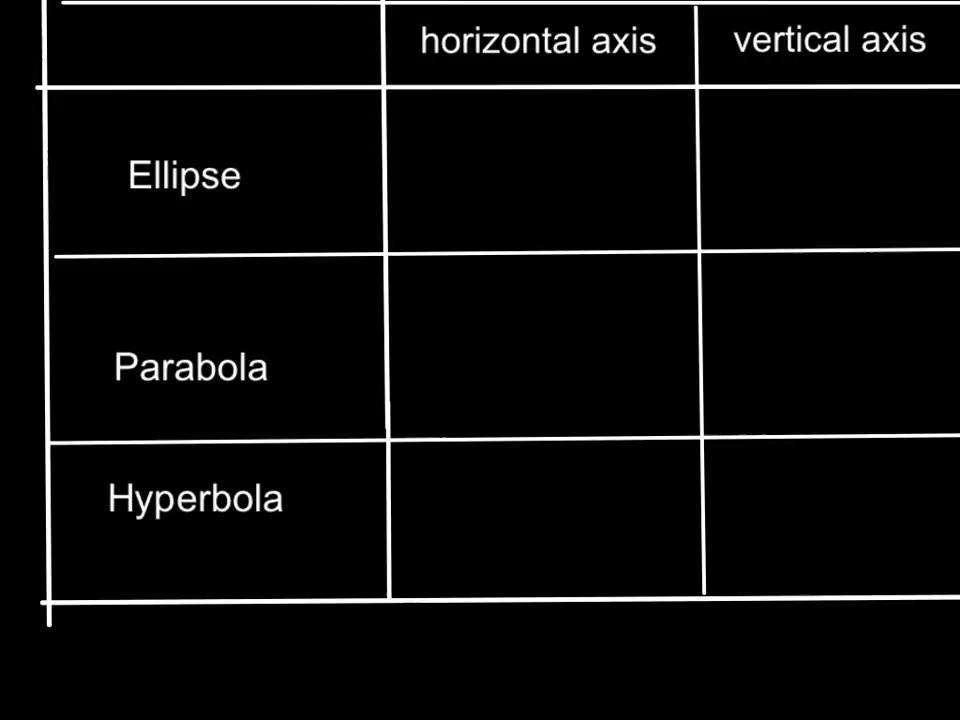 horizontal axis
vertical axis
Ellipse
Parabola
Hyperbola